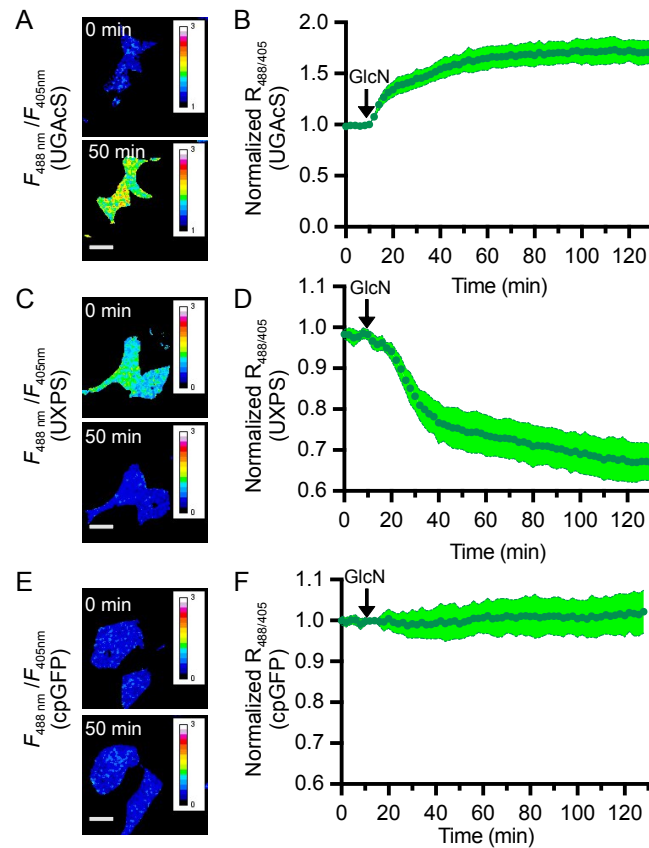 A
F488 nm /F405nm
(UGAcS)
0 min
3
1
50 min
3
1
B
Normalized R488/405
(UGAcS)
2.0
1.5
1.0
0.5
0.0
GlcN
0 20 40 60 80 100 120
Time (min)
C
F488 nm /F405nm
(UXPS)
0 min
3
0
50 min
3
0
D
Normalized R488/405
(UXPS)
1.1
1.0
0.9
0.8
0.7
0.6
GlcN
0 20 40 60 80 100 120
Time (min)
E
F488 nm /F405nm
(cpGFP)
0 min
3
1
50 min
3
1
F
Normalized R488/405
(cpGFP)
1.1
1.0
0.9
0.8
0.7
0.6
GlcN
0 20 40 60 80 100 120
Time (min)